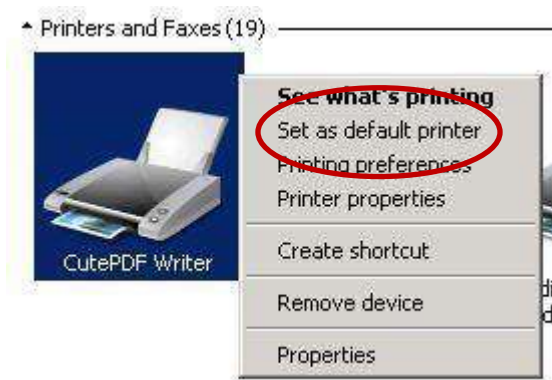 Printers and Faxes (19)
See what's printing
Set as default printer
Printing preferences
Printer properties
Create shortcut
Remove device
Properties
CutePDF Writer